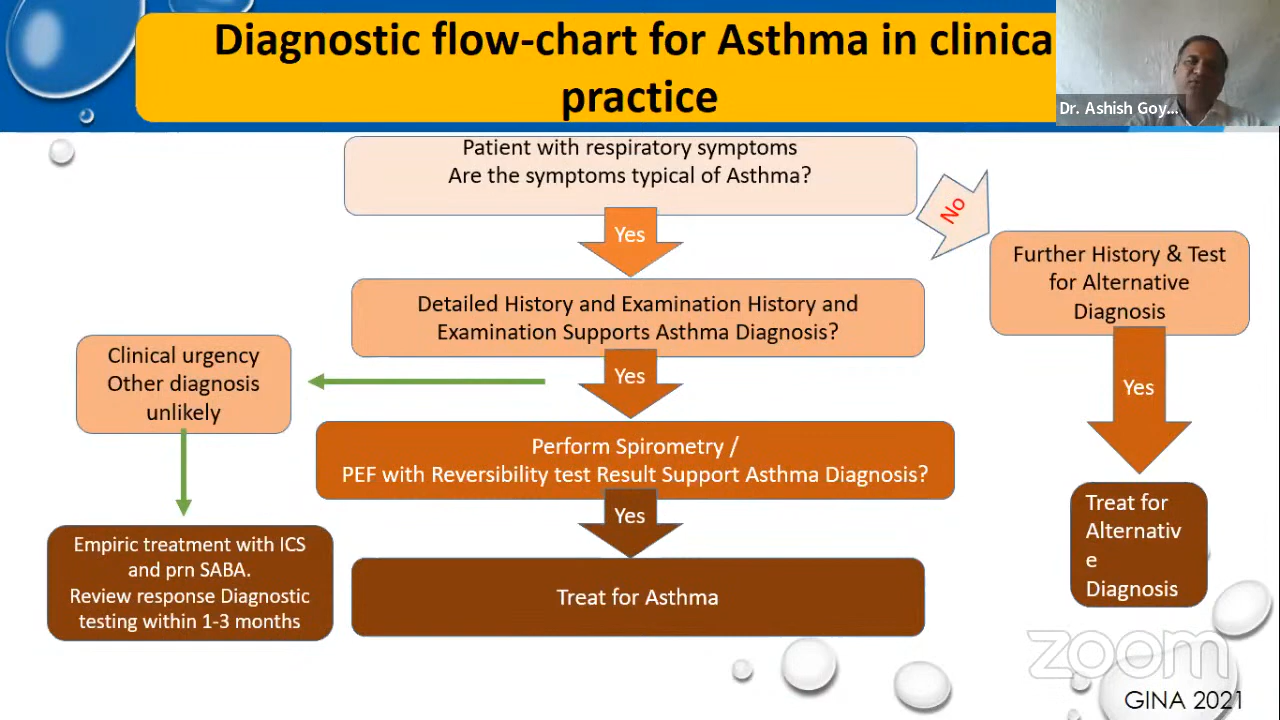 Diagnostic flow-chart for Asthma in clinica
practice
Dr. Ashish Goy...
Patient with respiratory symptoms
Are the symptoms typical of Asthma?
No
Yes
Further History & Test
for Alternative
Diagnosis
Detailed History and Examination History and
Examination Supports Asthma Diagnosis?
Clinical urgency
Other diagnosis
unlikely
Yes
Yes
Perform Spirometry /
PEF with Reversibility test Result Support Asthma Diagnosis?
Yes
Treat for
Alternativ
e
Diagnosis
Empiric treatment with ICS
and prn SABA.
Review response Diagnostic
testing within 1-3 months
Treat for Asthma
zoom
GINA 2021